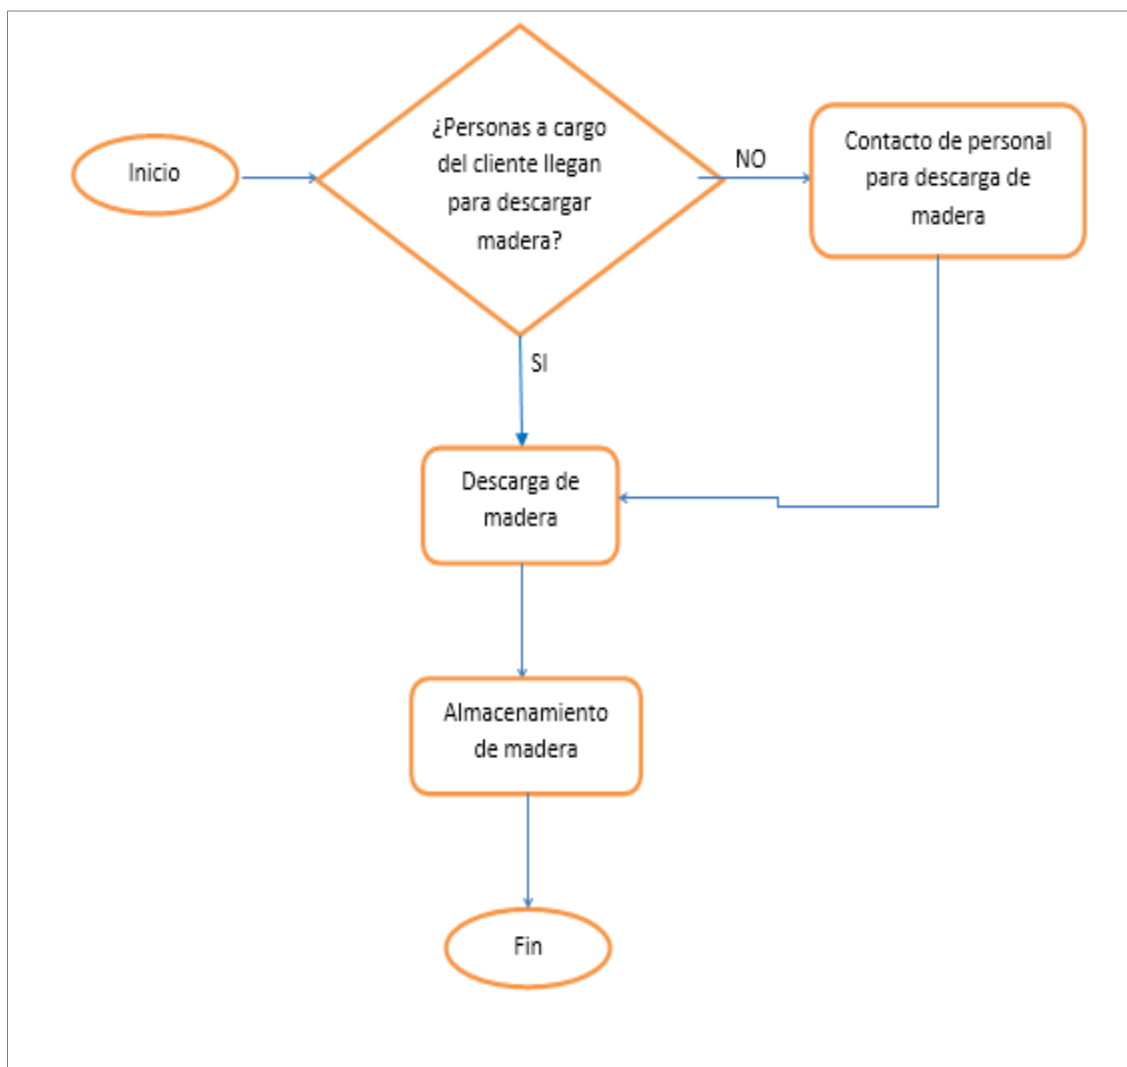 Inicio
¿Personas a cargo
del cliente llegan
para descargar
madera?
NO
Contacto de personal
para descarga de
madera
SI
Descarga de
madera
Almacenamiento
de madera
Fin